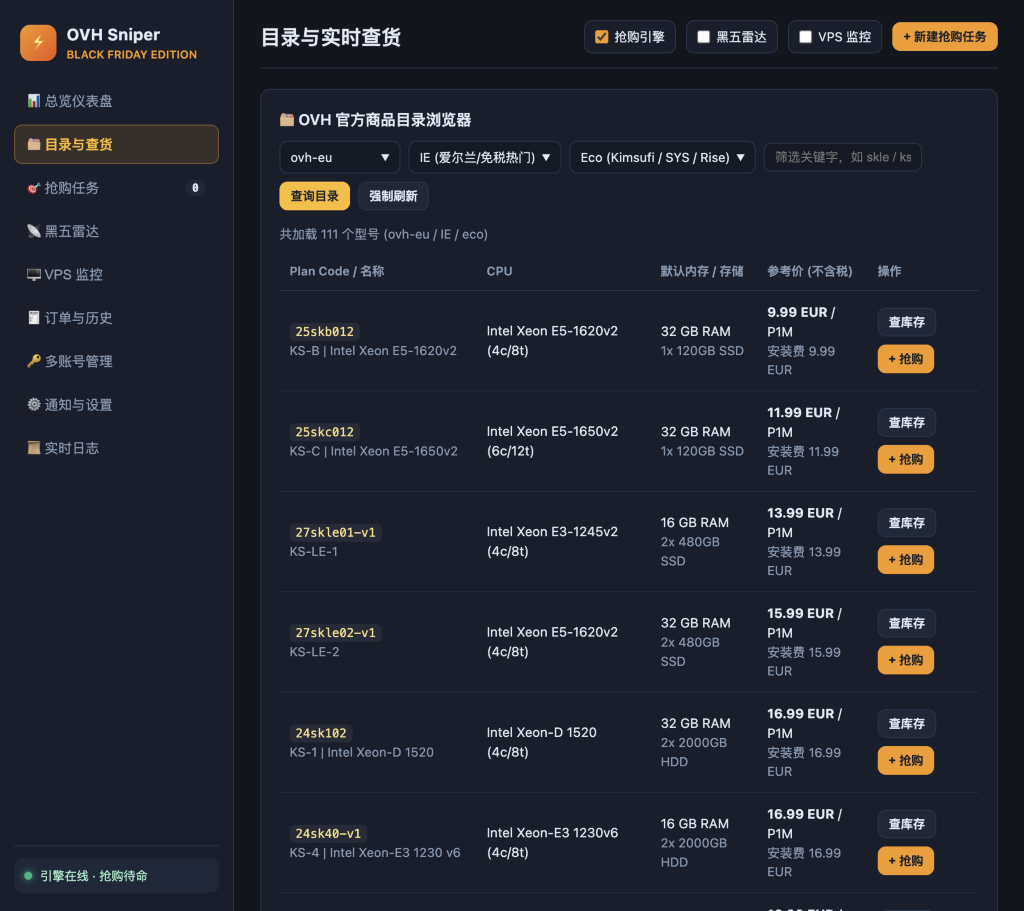 OVH Sniper
BLACK FRIDAY EDITION
总览仪表盘
目录与查货
抢购任务 0
黑五雷达
VPS 监控
订单与历史
多账号管理
通知与设置
实时日志
引擎在线 · 抢购待命
目录与实时查货
抢购引擎
黑五雷达
VPS 监控
+ 新建抢购任务
OVH 官方商品目录浏览器
ovh-eu ▼
IE (爱尔兰/免税热门) ▼
Eco (Kimsufi / SYS / Rise) ▼
筛选关键字，如 skle / ks
查询目录
强制刷新
共加载 111 个型号 (ovh-eu / IE / eco)
Plan Code / 名称 CPU 默认内存 / 存储 参考价 (不含税) 操作
25skb012
KS-B | Intel Xeon E5-1620v2
Intel Xeon E5-1620v2
(4c/8t)
32 GB RAM
1x 120GB SSD
9.99 EUR /
P1M
安装费 9.99
EUR
查库存
+ 抢购
25skc012
KS-C | Intel Xeon E5-1650v2
Intel Xeon E5-1650v2
(6c/12t)
32 GB RAM
1x 120GB SSD
11.99 EUR /
P1M
安装费 11.99
EUR
查库存
+ 抢购
27skle01-v1
KS-LE-1
Intel Xeon E3-1245v2
(4c/8t)
16 GB RAM
2x 480GB
SSD
13.99 EUR /
P1M
安装费 13.99
EUR
查库存
+ 抢购
27skle02-v1
KS-LE-2
Intel Xeon E5-1620v2
(4c/8t)
32 GB RAM
2x 480GB
SSD
15.99 EUR /
P1M
安装费 15.99
EUR
查库存
+ 抢购
24sk102
KS-1 | Intel Xeon-D 1520
Intel Xeon-D 1520
(4c/8t)
32 GB RAM
2x 2000GB
HDD
16.99 EUR /
P1M
安装费 16.99
EUR
查库存
+ 抢购
24sk40-v1
KS-4 | Intel Xeon-E3 1230 v6
Intel Xeon-E3 1230v6
(4c/8t)
16 GB RAM
2x 2000GB
HDD
16.99 EUR /
P1M
安装费 16.99
EUR
查库存
+ 抢购